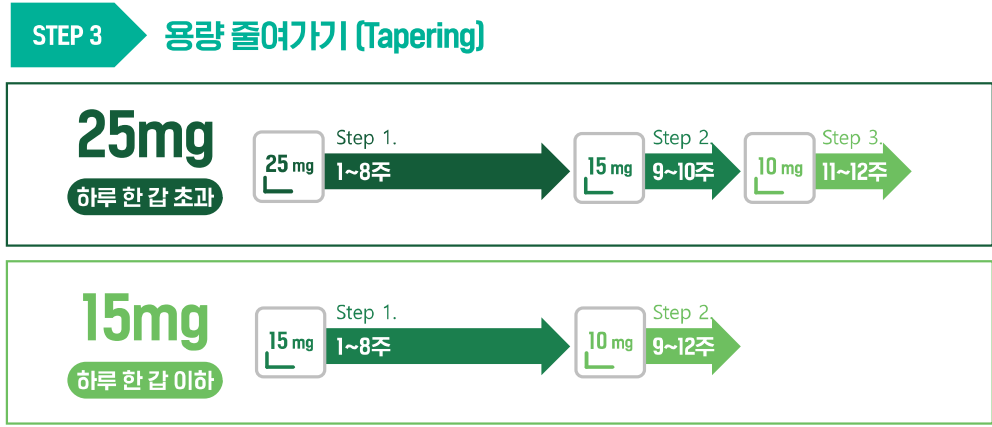 STEP 3
용량 줄여가기 (Tapering)
25mg
하루 한 갑 초과
25 mg
Step 1.
1~8주
15 mg
Step 2.
9~10주
10 mg
Step 3.
11~12주
15mg
하루 한 갑 이하
15 mg
Step 1.
1~8주
10 mg
Step 2.
9~12주